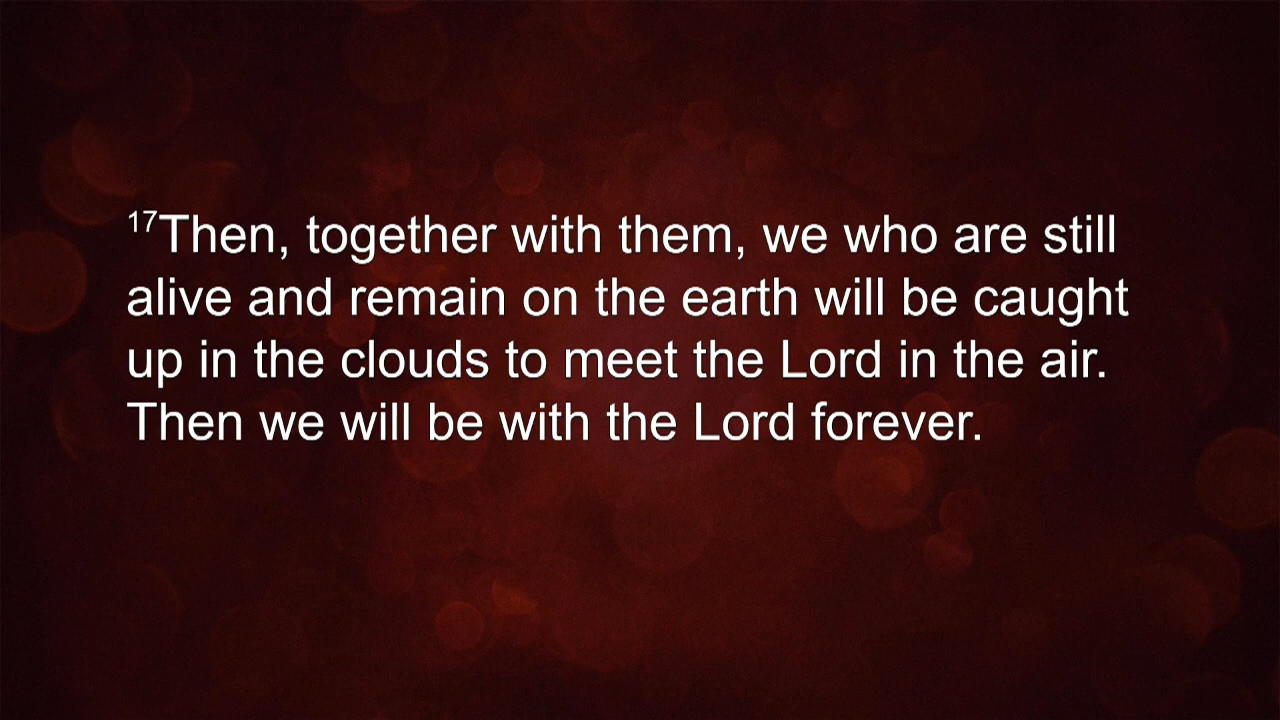 17Then, together with them, we who are still
alive and remain on the earth will be caught
up in the clouds to meet the Lord in the air.
Then we will be with the Lord forever.